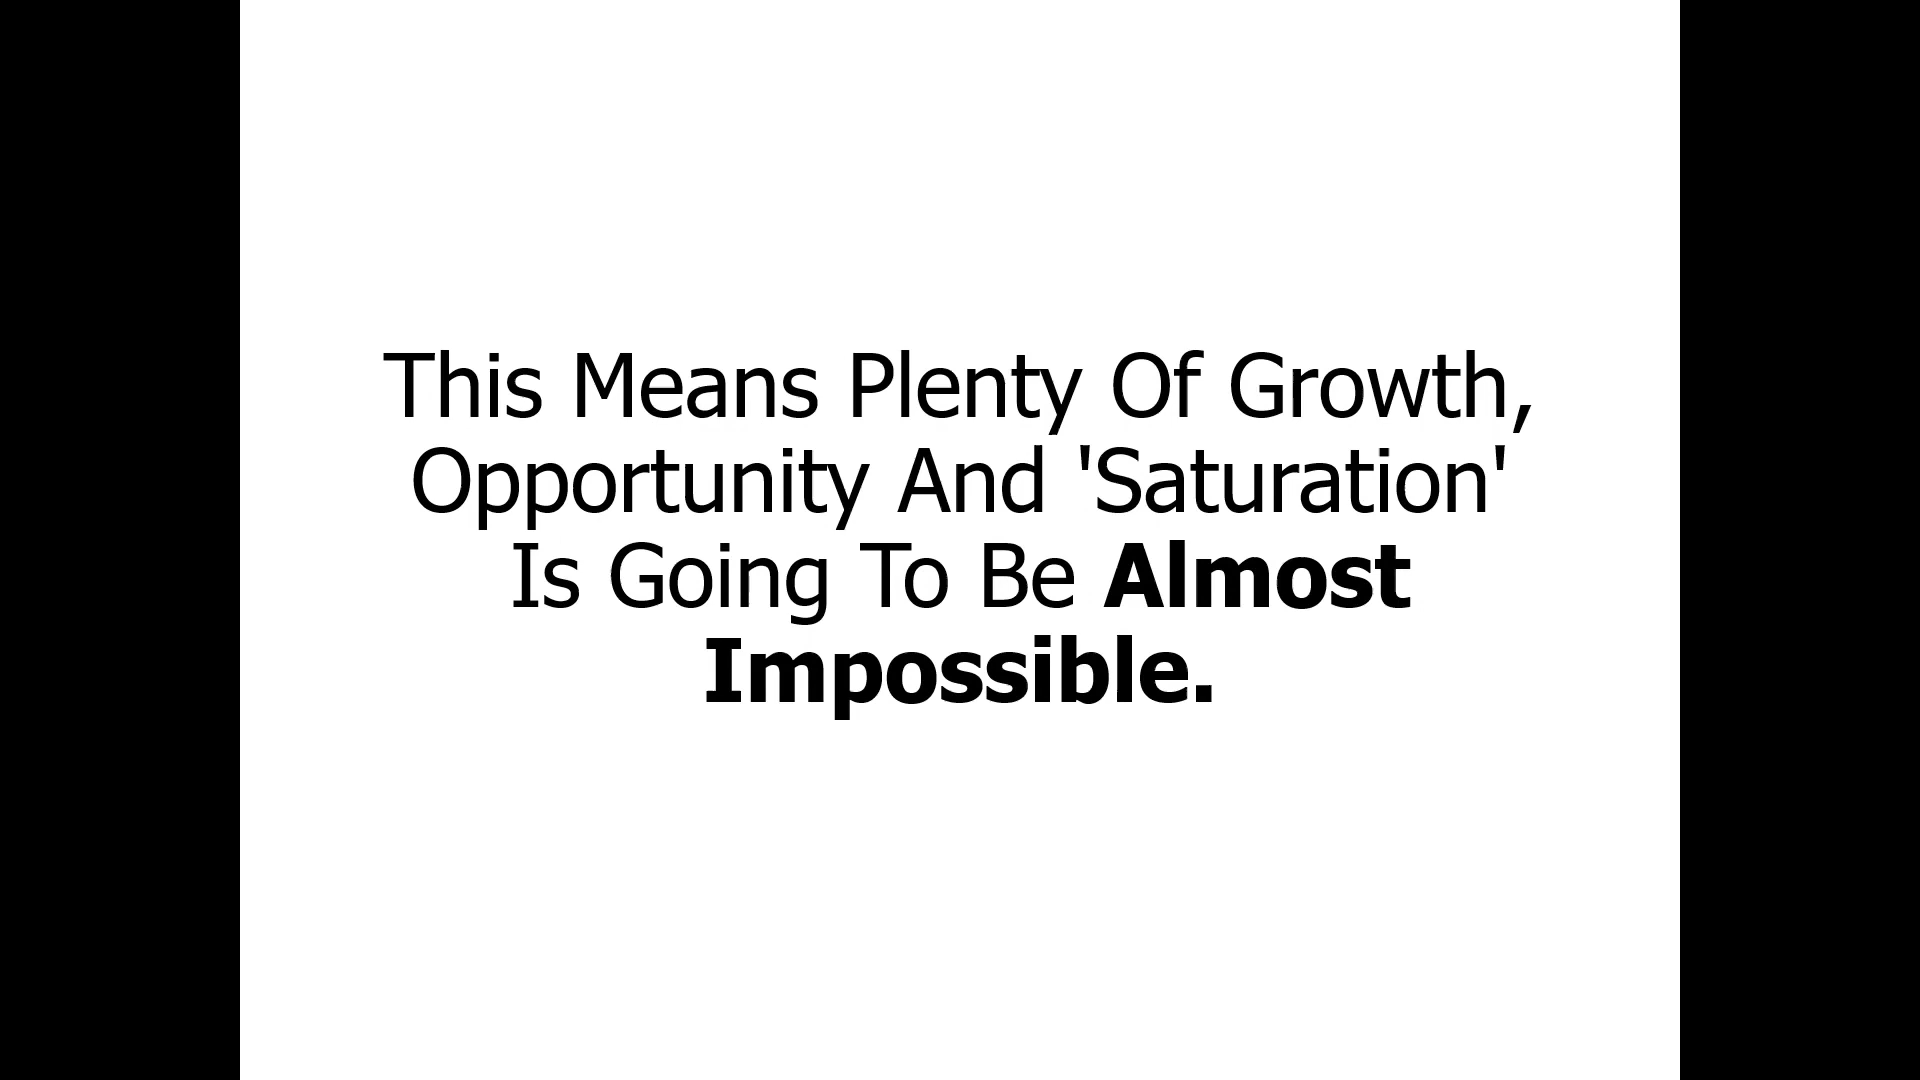 This Means Plenty Of Growth,
Opportunity And 'Saturation'
Is Going To Be Almost
Impossible.